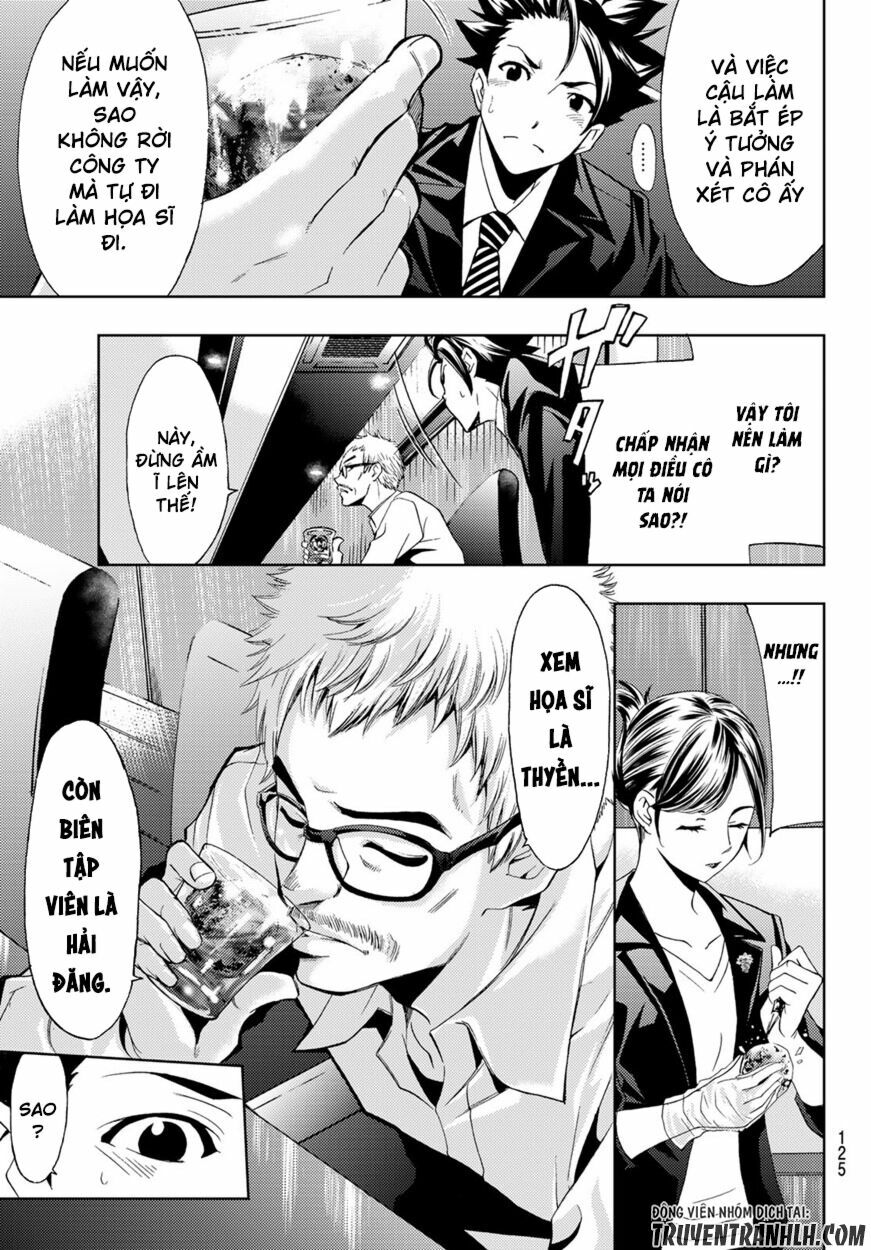 VÀ VIỆC
CẬU LÀM
LÀ BẮT ÉP
Ý TƯỞNG
VÀ PHÁN
XÉT CÔ ẤY
......
NẾU MUỐN
LÀM VẬY,
SAO
KHÔNG RỜI
CÔNG TY
MÀ TỰ ĐI
LÀM HỌA SĨ
ĐI.
VẬY TÔI
NÊN LÀM
GÌ?
CHẤP NHẬN
MỌI ĐIỀU CÔ
TA NÓI
SAO?!
ガタ
NÀY,
ĐỪNG ẦM
Ĩ LÊN
THẾ!
NHƯNG
...!!
XEM
HỌA SĨ
LÀ
THYỀN...
CÒN
BIÊN
TẬP
VIÊN LÀ
HẢI
ĐĂNG.
SAO
?
125
ĐỘNG VIÊN NHÓM DỊCH TẠI:
TRUYENTRANHLH.COM